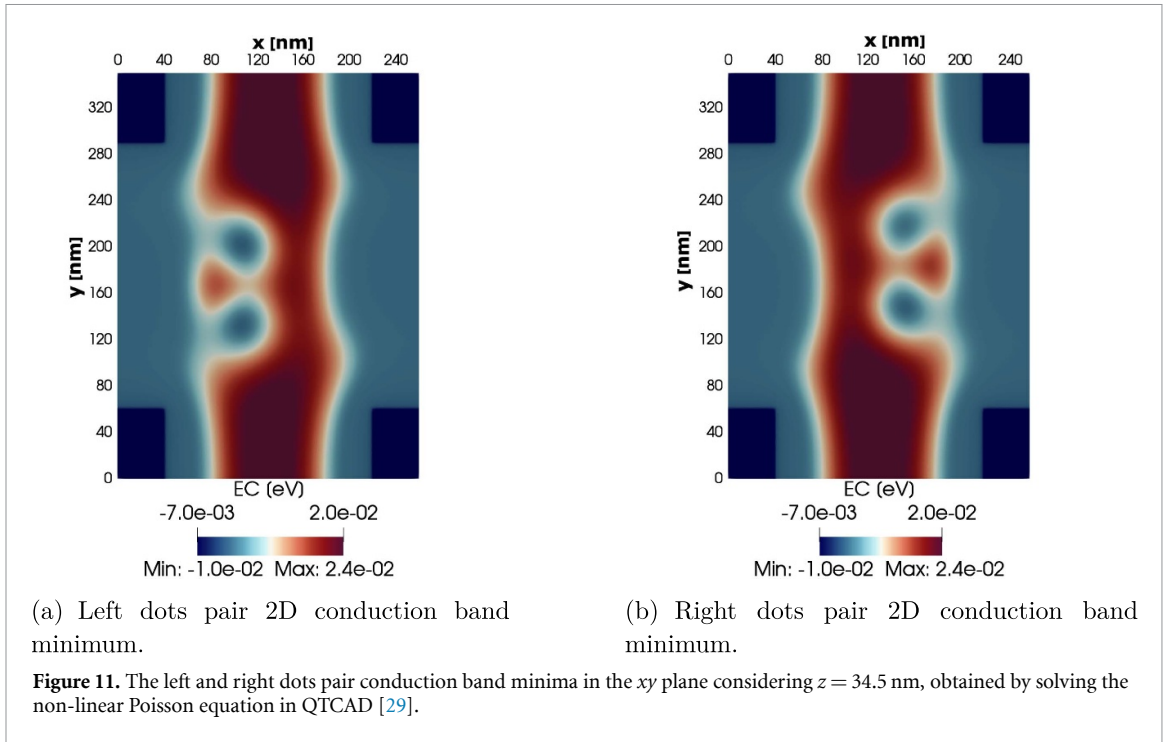 x [nm]
0 40 80 120 160 200 240
y [nm]
320
280
240
200
160
120
80
40
0
EC (eV)
-7.0e-03 2.0e-02
Min: -1.0e-02 Max: 2.4e-02
(a) Left dots pair 2D conduction band
minimum.
x [nm]
0 40 80 120 160 200 240
y [nm]
320
280
240
200
160
120
80
40
0
EC (eV)
-7.0e-03 2.0e-02
Min: -1.0e-02 Max: 2.4e-02
(b) Right dots pair 2D conduction band
minimum.
Figure 11. The left and right dots pair conduction band minima in the xy plane considering z = 34.5 nm, obtained by solving the
non-linear Poisson equation in QTCAD [29].